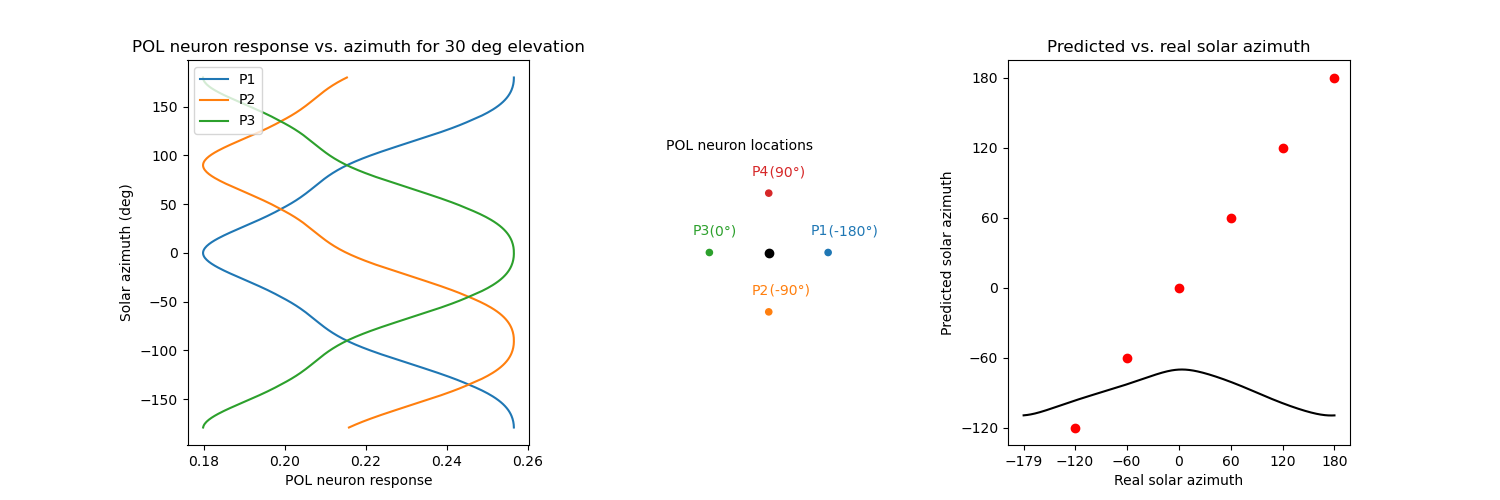 POL neuron response vs. azimuth for 30 deg elevation
P1
P2
P3
150
100
50
0
−50
−100
−150
Solar azimuth (deg)
0.18 0.20 0.22 0.24 0.26
POL neuron response
POL neuron locations
P4(90°)
P3(0°) P1(-180°)
P2(-90°)
Predicted vs. real solar azimuth
180
120
60
0
−60
−120
Predicted solar azimuth
−179 −120 −60 0 60 120 180
Real solar azimuth